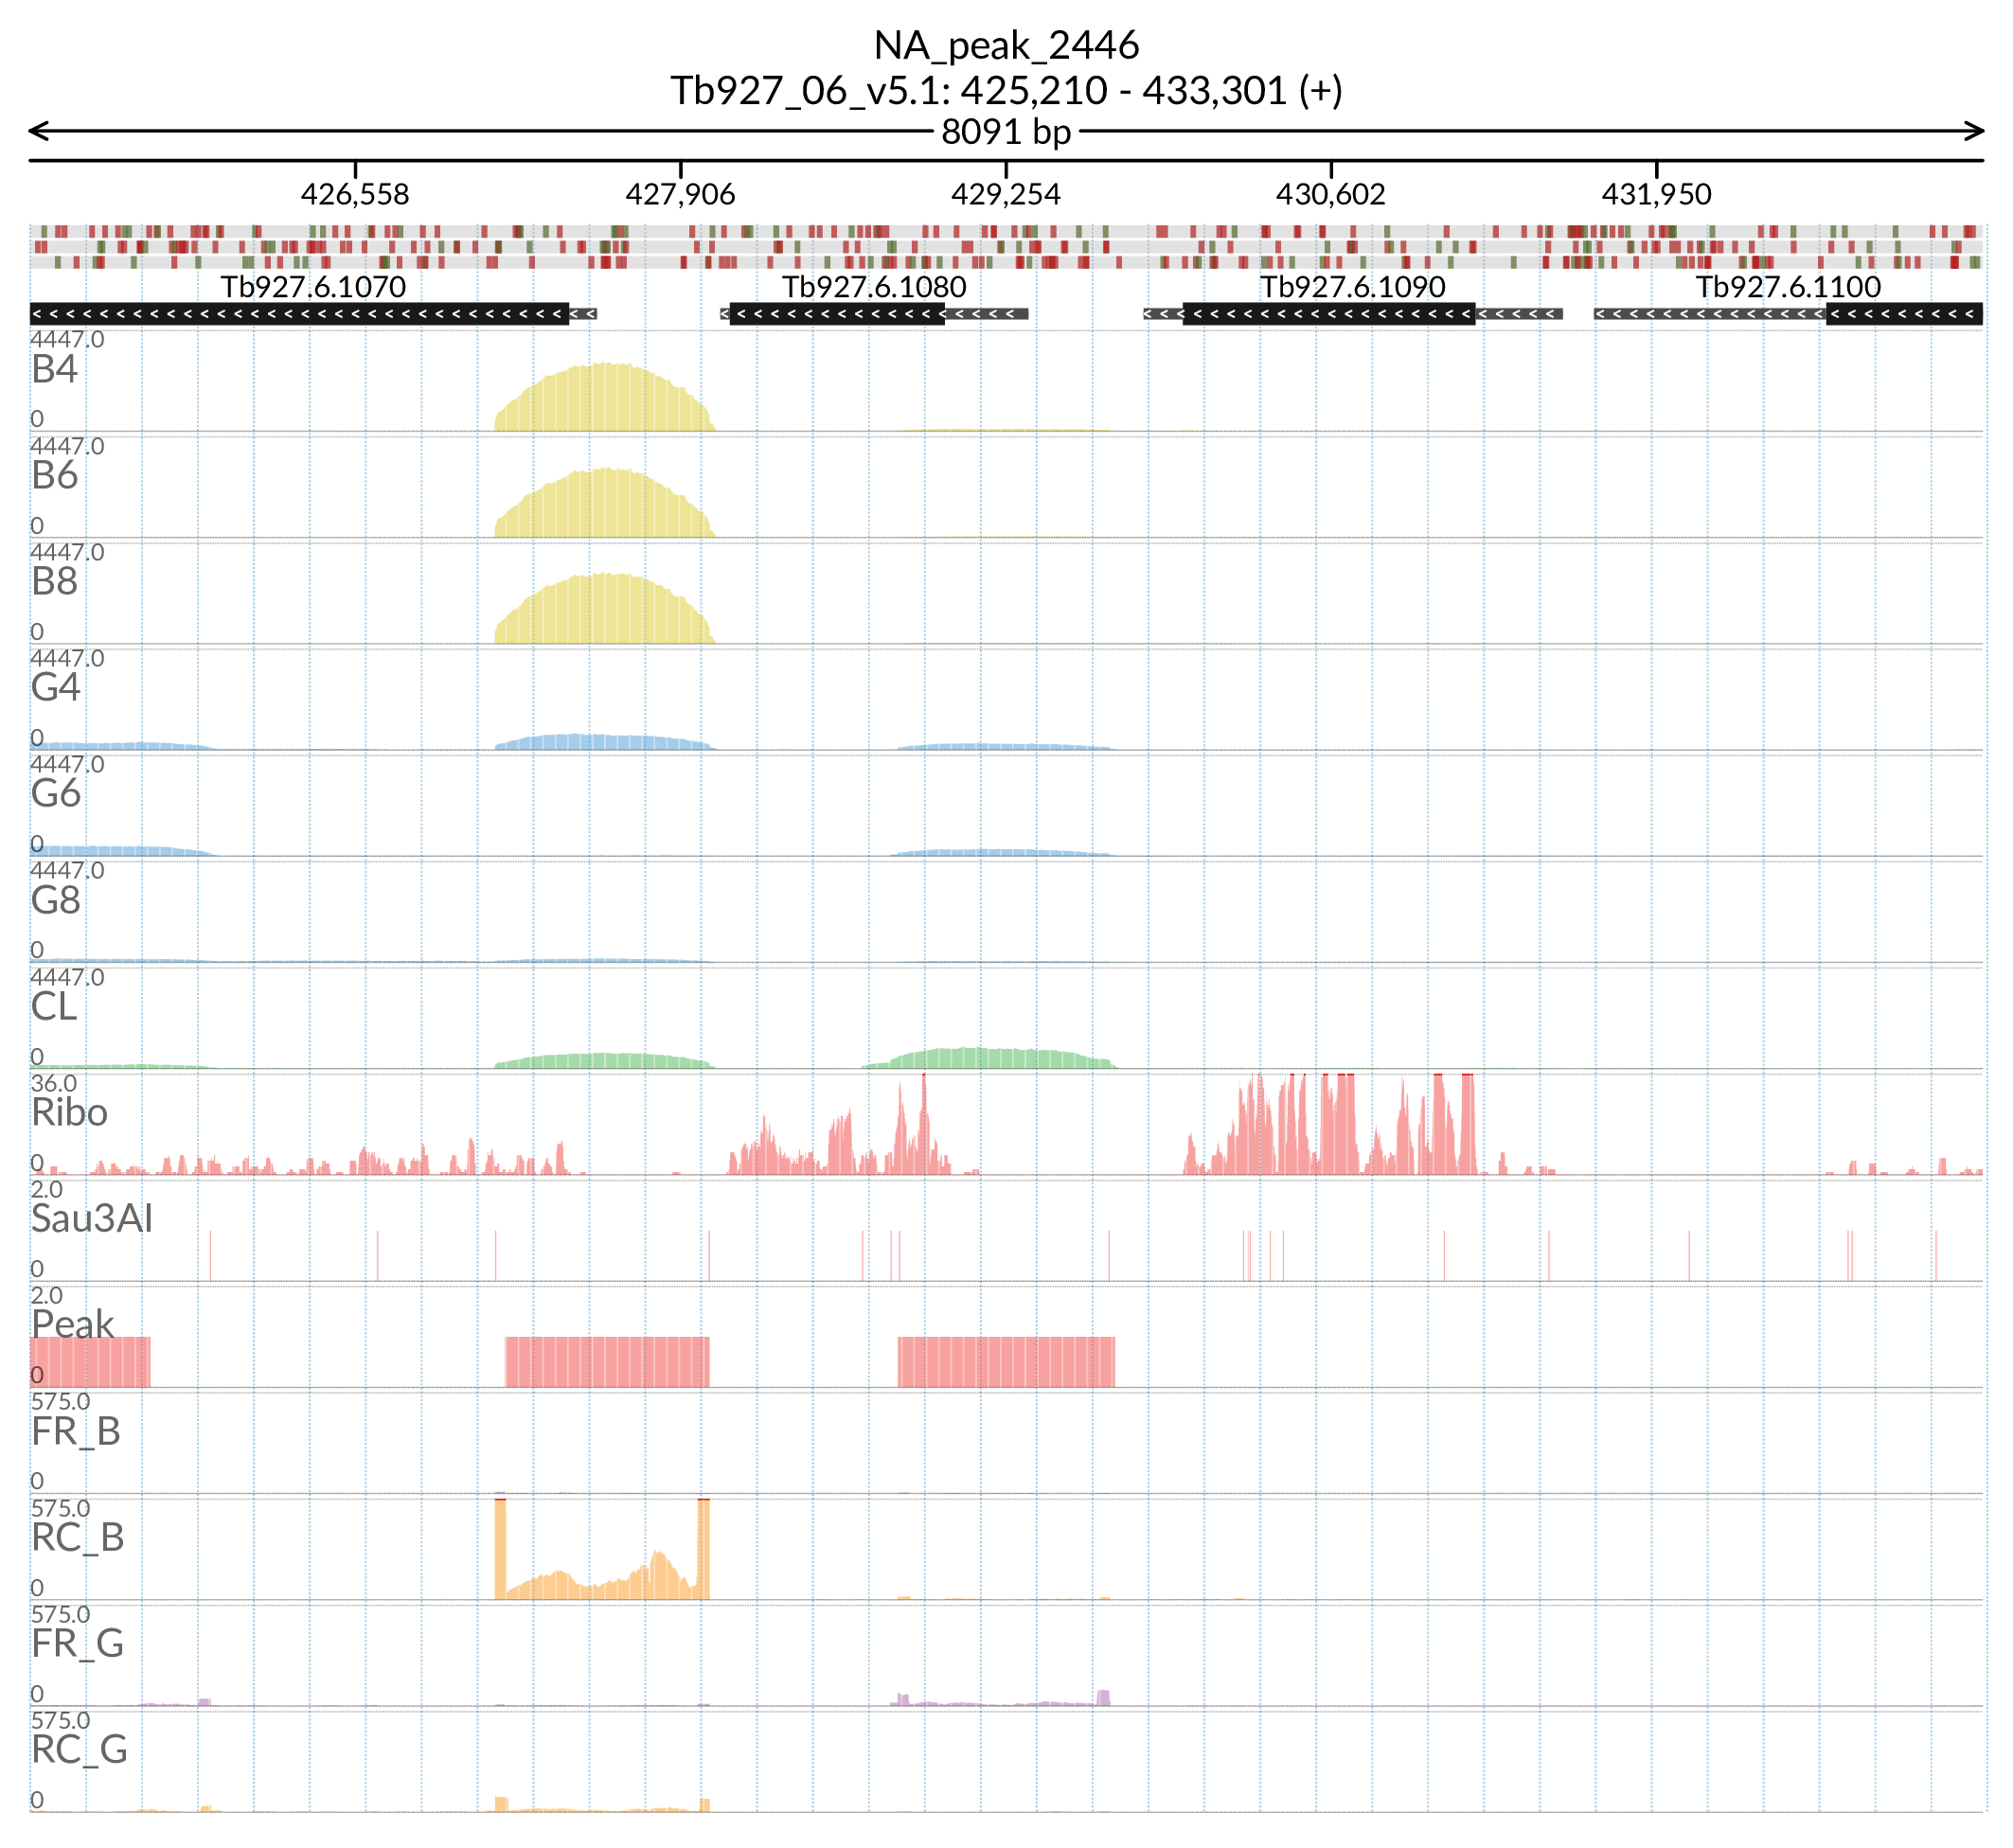 NA_peak_2446
Tb927_06_v5.1: 425,210 - 433,301 (+)
8091 bp
426,558 427,906 429,254 430,602 431,950
Tb927.6.1070 Tb927.6.1080 Tb927.6.1090 Tb927.6.1100
4447.0
B4
0
4447.0
B6
0
4447.0
B8
0
4447.0
G4
0
4447.0
G6
0
4447.0
G8
0
4447.0
CL
0
36.0
Ribo
0
2.0
Sau3AI
0
2.0
Peak
0
575.0
FR_B
0
575.0
RC_B
0
575.0
FR_G
0
575.0
RC_G
0